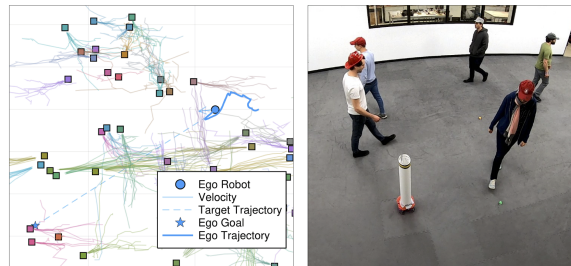 Ego Robot
Velocity
Target Trajectory
Ego Goal
Ego Trajectory